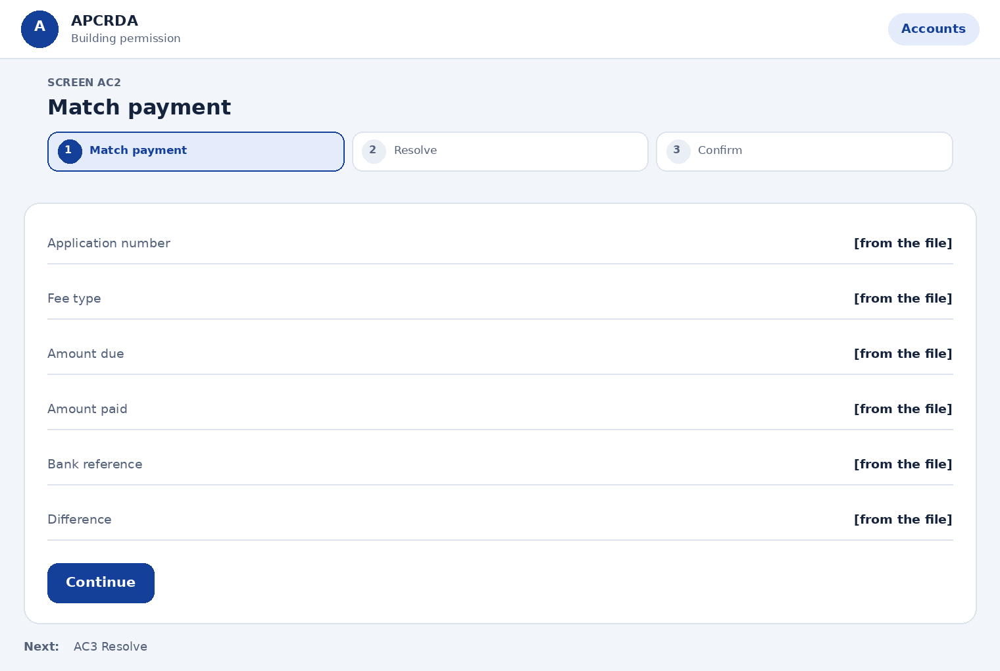 A
APCRDA
Building permission
Accounts
SCREEN AC2
Match payment
1 Match payment
2 Resolve
3 Confirm
Application number [from the file]
Fee type [from the file]
Amount due [from the file]
Amount paid [from the file]
Bank reference [from the file]
Difference [from the file]
Continue
Next: AC3 Resolve